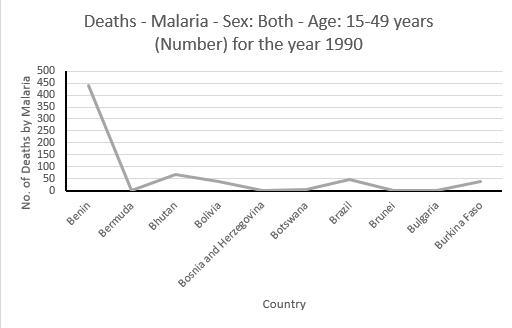 Deaths - Malaria - Sex: Both - Age: 15-49 years
(Number) for the year 1990
No. of Deaths by Malaria
500
450
400
350
300
250
200
150
100
50
0
Benin
Bermuda
Bhutan
Bolivia
Bosnia and Herzegovina
Botswana
Brazil
Brunei
Bulgaria
Burkina Faso
Country